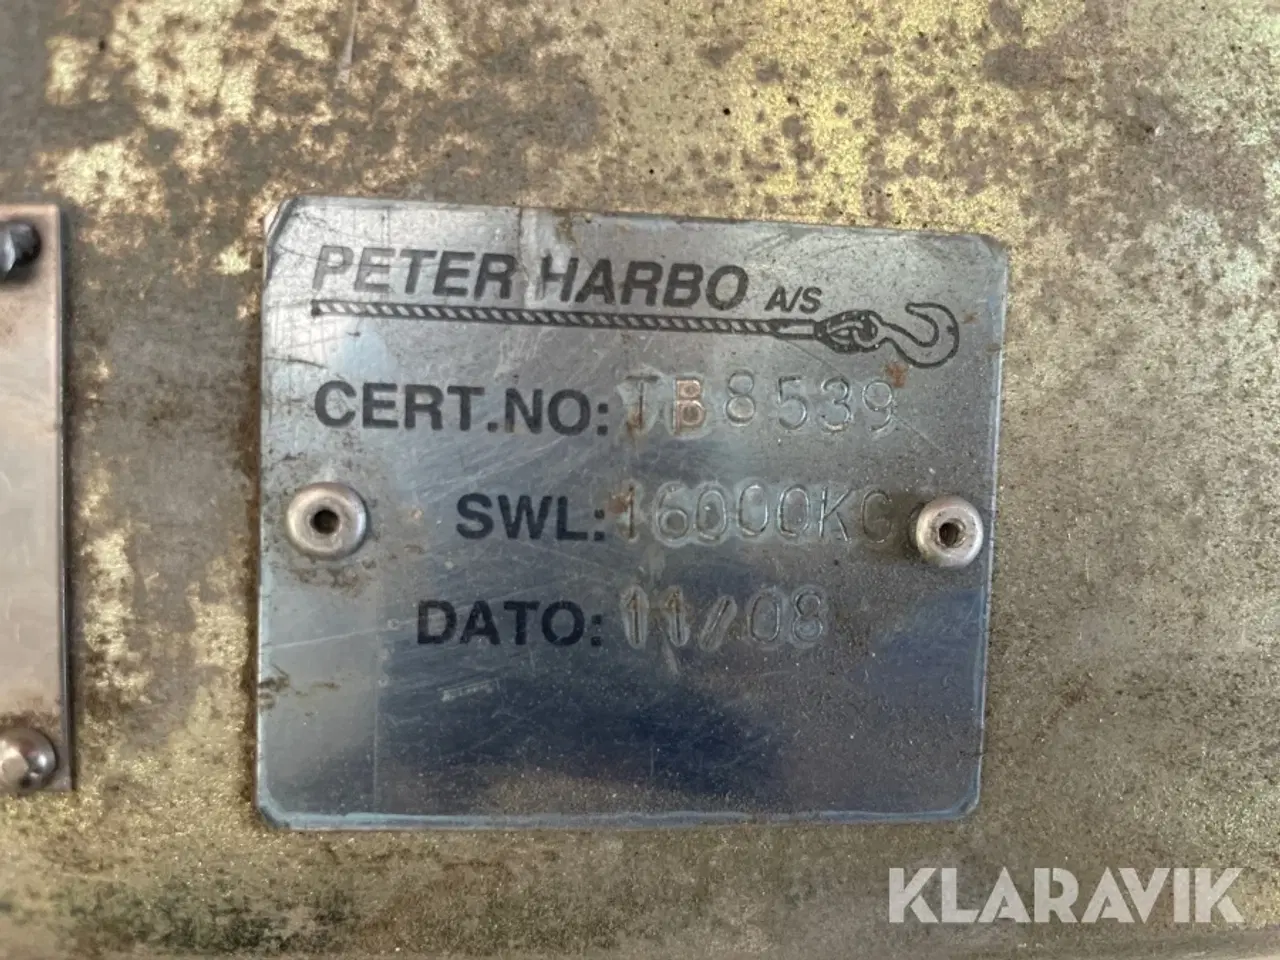 PETER HARBO A/S
CERT.NO: TB8539
SWL: 16000KG
DATO: 11/08
KLARAVIK